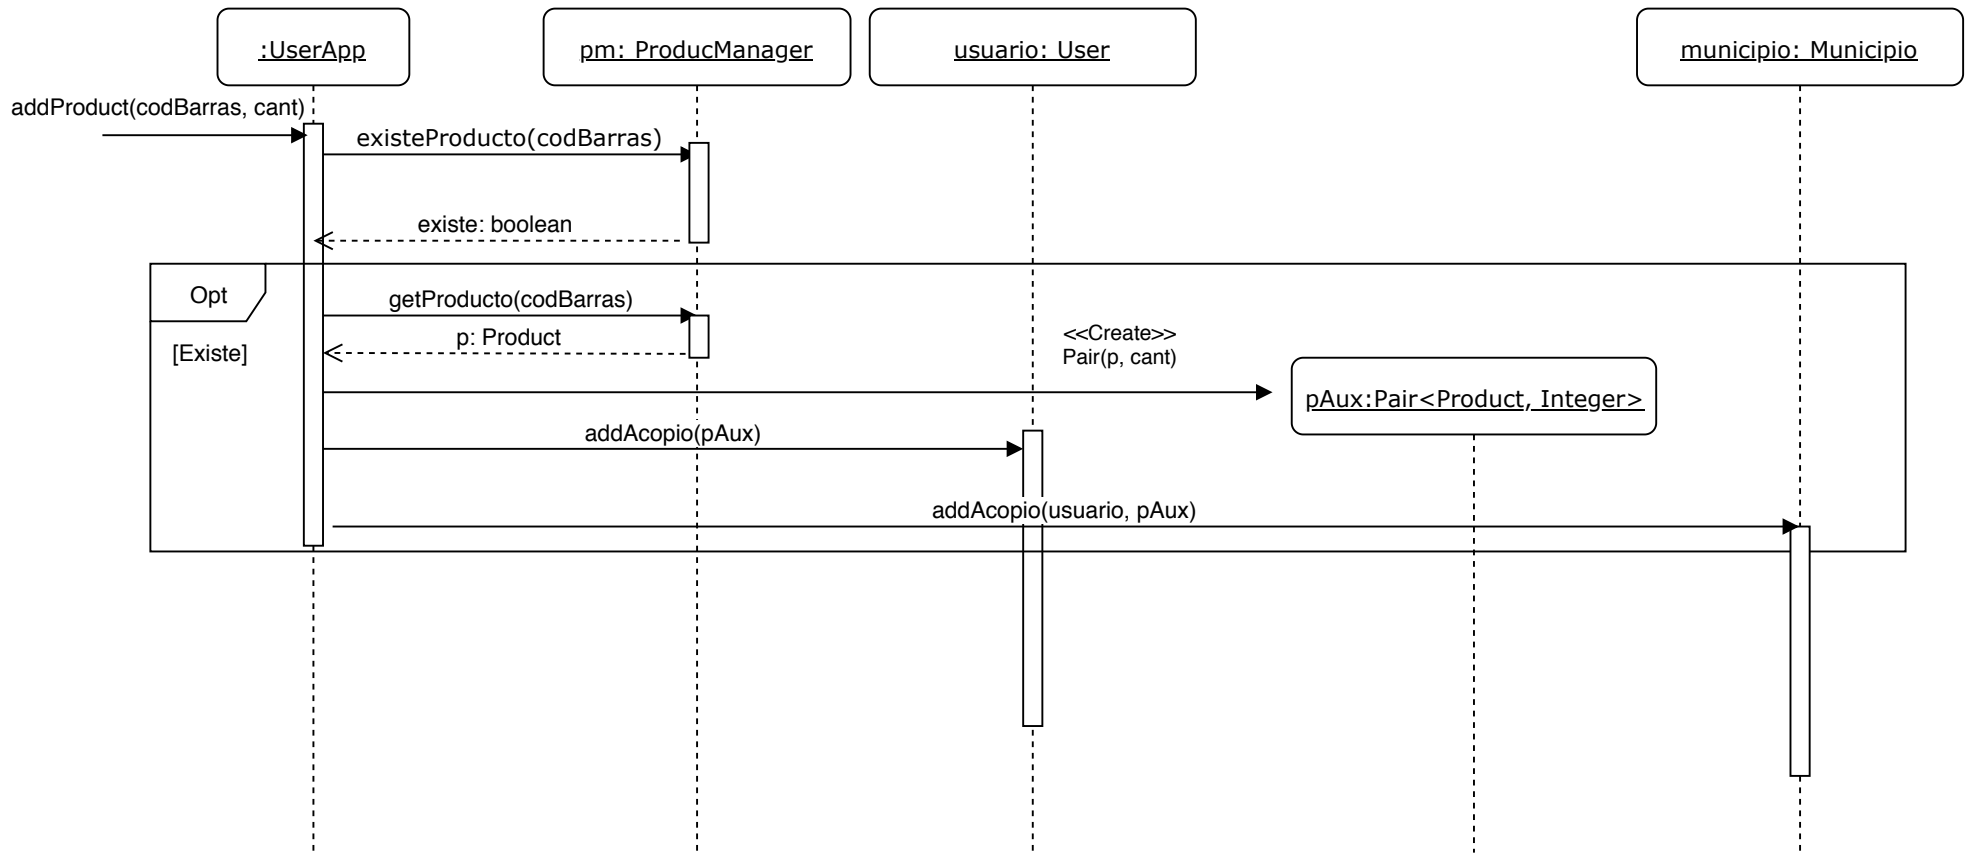 :UserApp
pm: ProducManager
usuario: User
municipio: Municipio
addProduct(codBarras, cant)
existeProducto(codBarras)
existe: boolean
Opt
getProducto(codBarras)
p: Product
[Existe]
<<Create>>
Pair(p, cant)
pAux:Pair<Product, Integer>
addAcopio(pAux)
addAcopio(usuario, pAux)